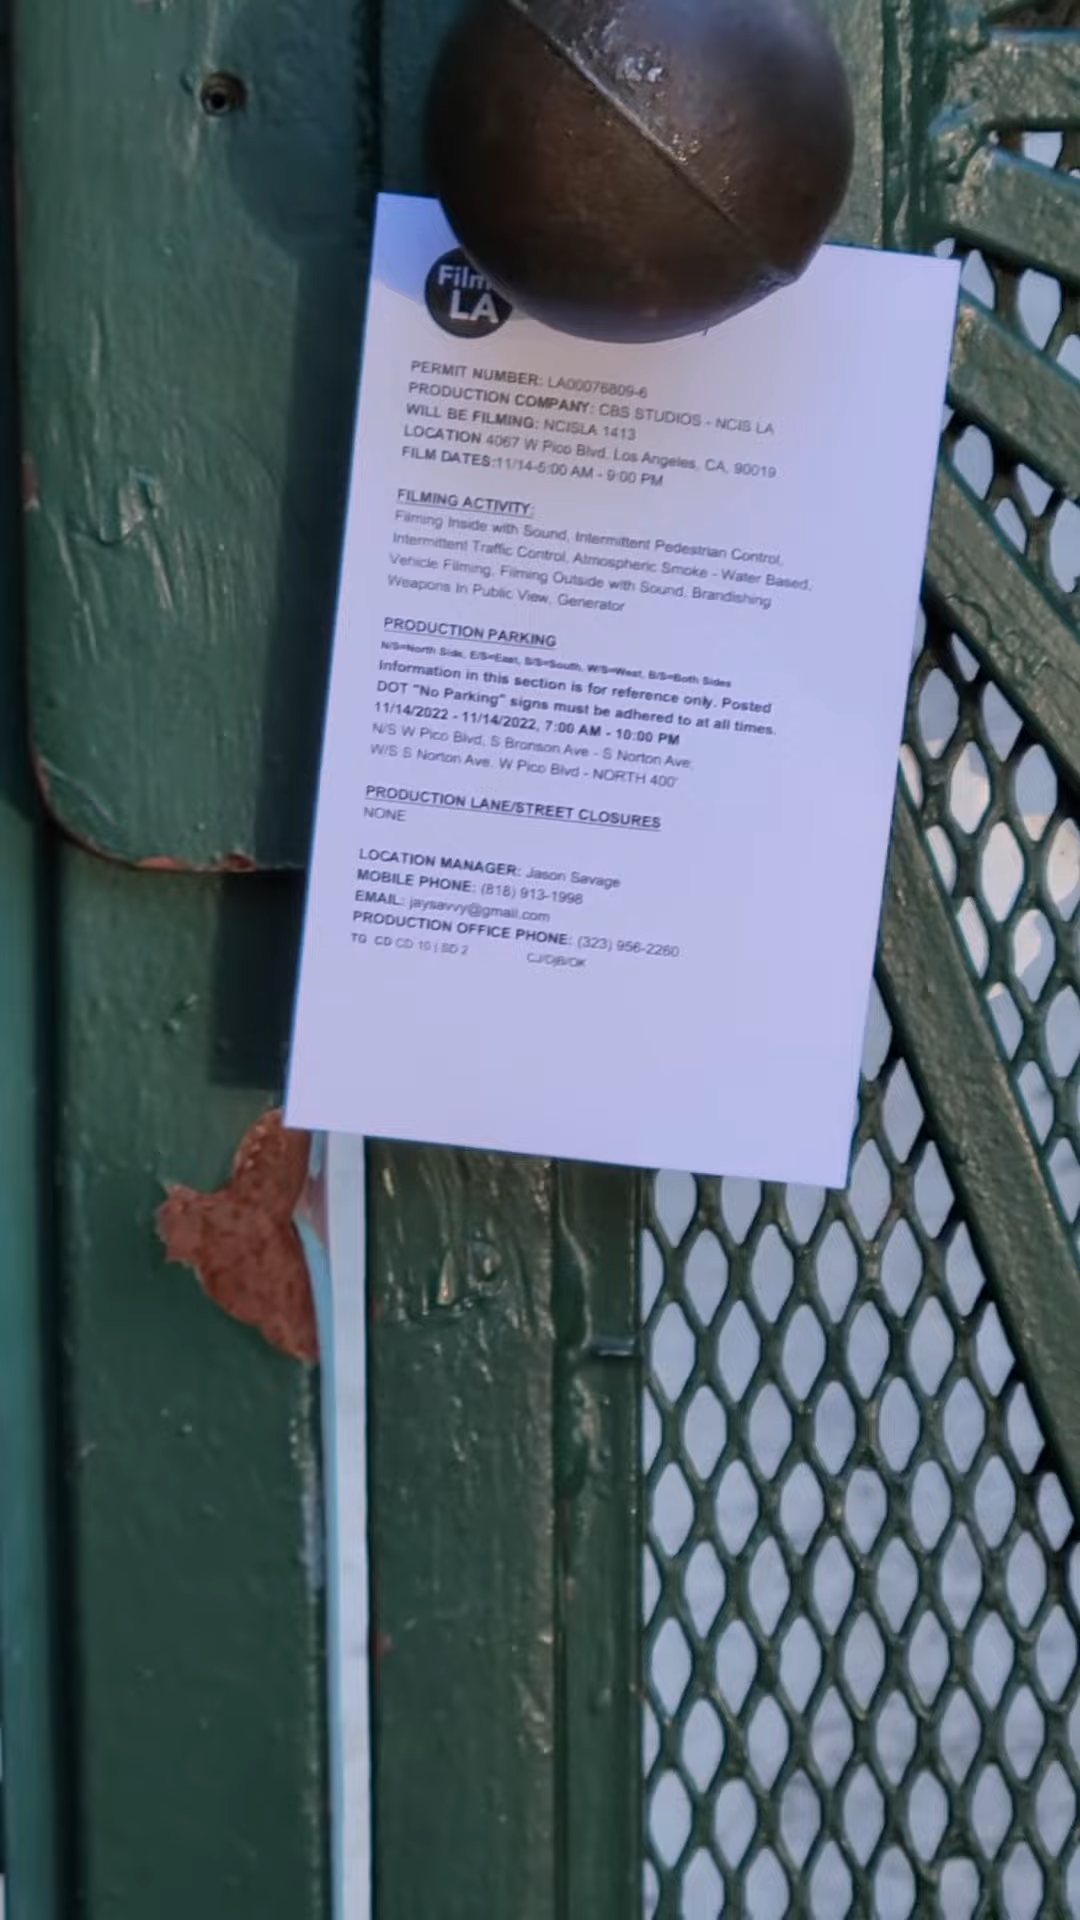 Film
LA
PERMIT NUMBER: LA00076809-6
PRODUCTION COMPANY: CBS STUDIOS - NCIS LA
WILL BE FILMING: NCISLA 1413
LOCATION 4067 W Pico Blvd, Los Angeles, CA, 90019
FILM DATES:11/14-5:00 AM - 9:00 PM
FILMING ACTIVITY:
Filming Inside with Sound, Intermittent Pedestrian Control,
Intermittent Traffic Control, Atmospheric Smoke - Water Based,
Vehicle Filming, Filming Outside with Sound, Brandishing
Weapons In Public View, Generator
PRODUCTION PARKING
N/S=North Side, E/S=East, S/S=South, W/S=West, B/S=Both Sides
Information in this section is for reference only. Posted
DOT "No Parking" signs must be adhered to at all times.
11/14/2022 - 11/14/2022, 7:00 AM - 10:00 PM
N/S W Pico Blvd, S Bronson Ave - S Norton Ave;
W/S S Norton Ave, W Pico Blvd - NORTH 400'
PRODUCTION LANE/STREET CLOSURES
NONE
LOCATION MANAGER: Jason Savage
MOBILE PHONE: (818) 913-1998
EMAIL: jaysavvy@gmail.com
PRODUCTION OFFICE PHONE: (323) 956-2260
TG CD CD 10 | SD 2 CJ/DJB/OK